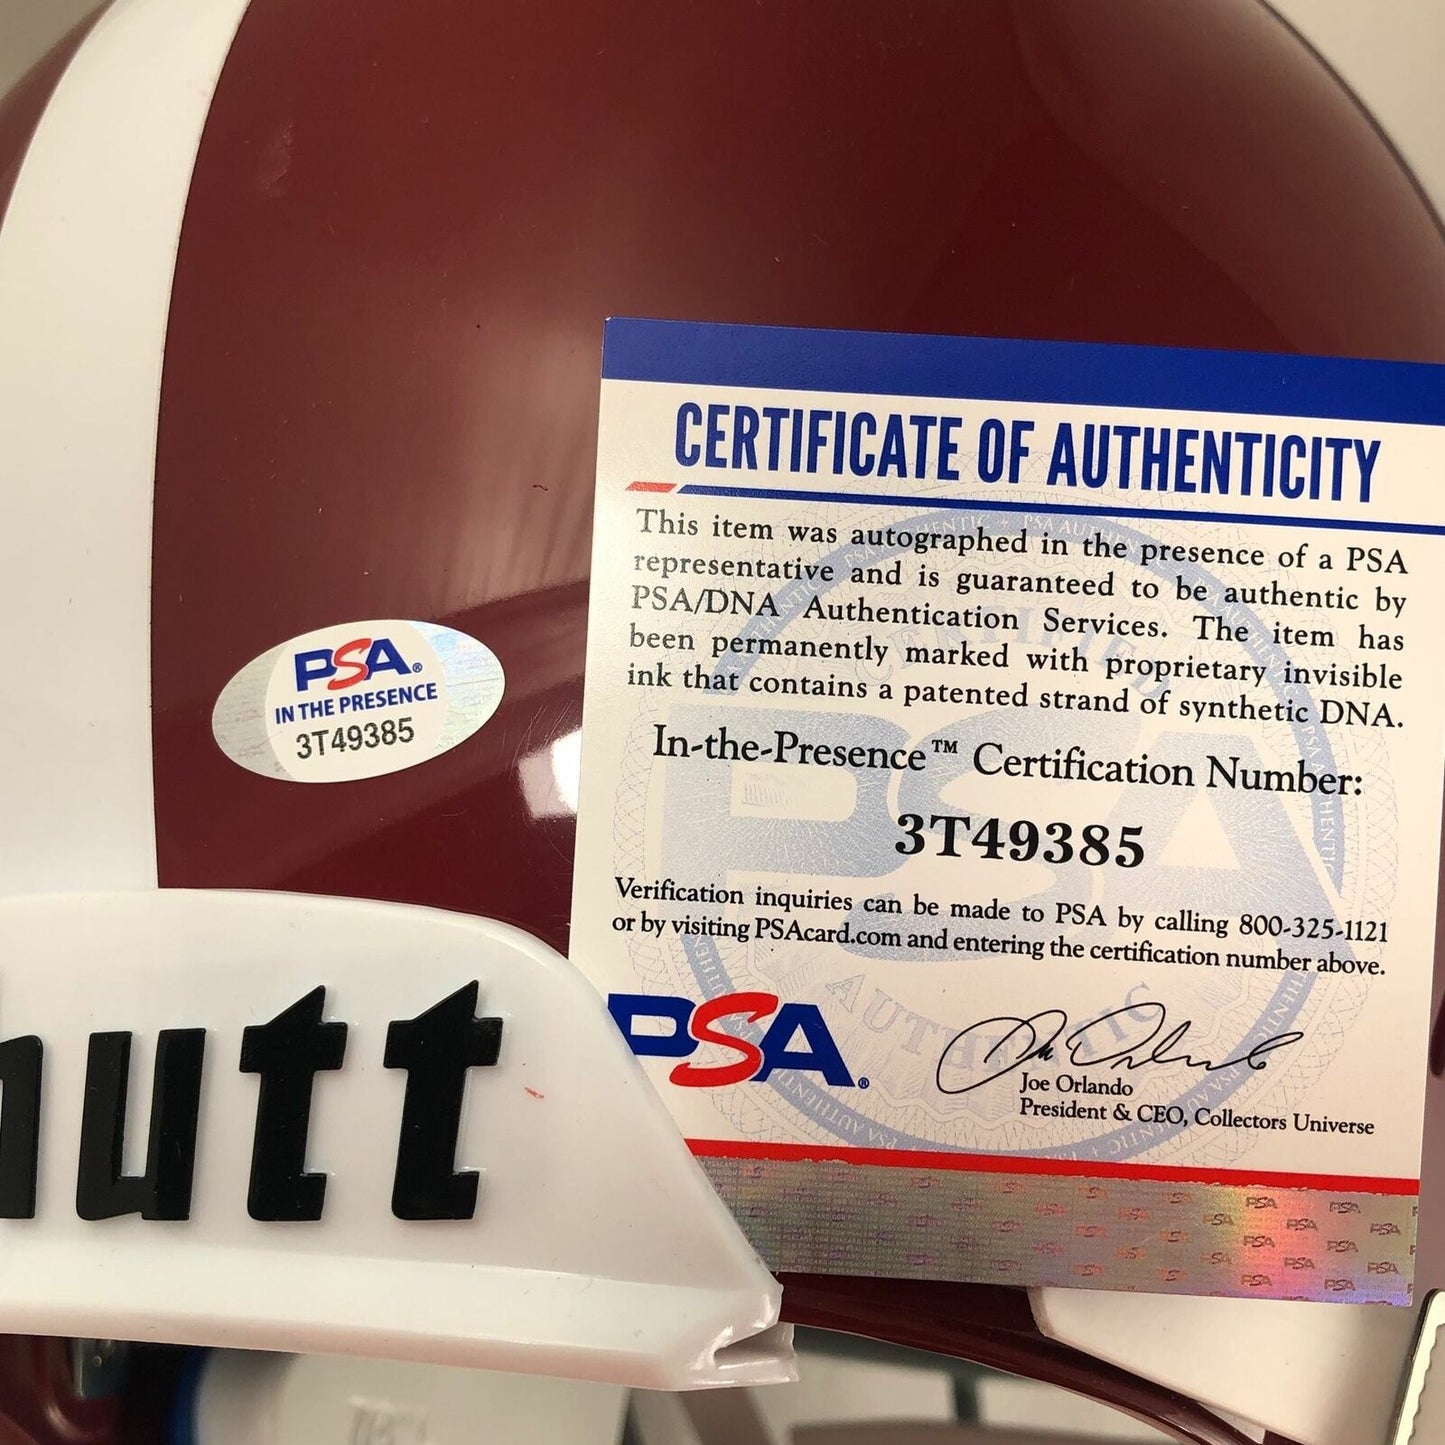 PSA®
IN THE PRESENCE
3T49385
CERTIFICATE OF AUTHENTICITY
This item was autographed in the presence of a PSA
representative and is guaranteed to be authentic by
PSA/DNA Authentication Services. The item has
been permanently marked with proprietary invisible
ink that contains a patented strand of synthetic DNA.
In-the-Presence™ Certification Number:
3T49385
Verification inquiries can be made to PSA by calling 800-325-1121
or by visiting PSAcard.com and entering the certification number above.
PSA®
Joe Orlando
President & CEO, Collectors Universe
hutt